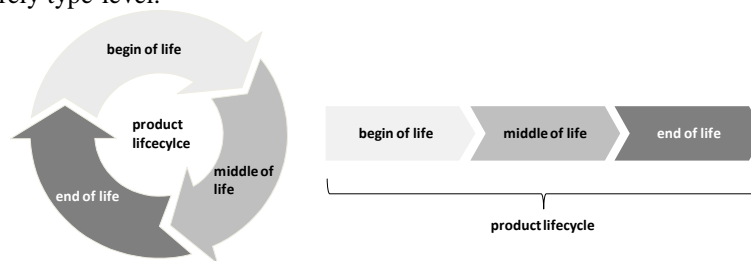 rely type-level.
begin of life
product
lifcecylce
middle of
life
end of life
begin of life
middle of life
end of life
product lifecycle